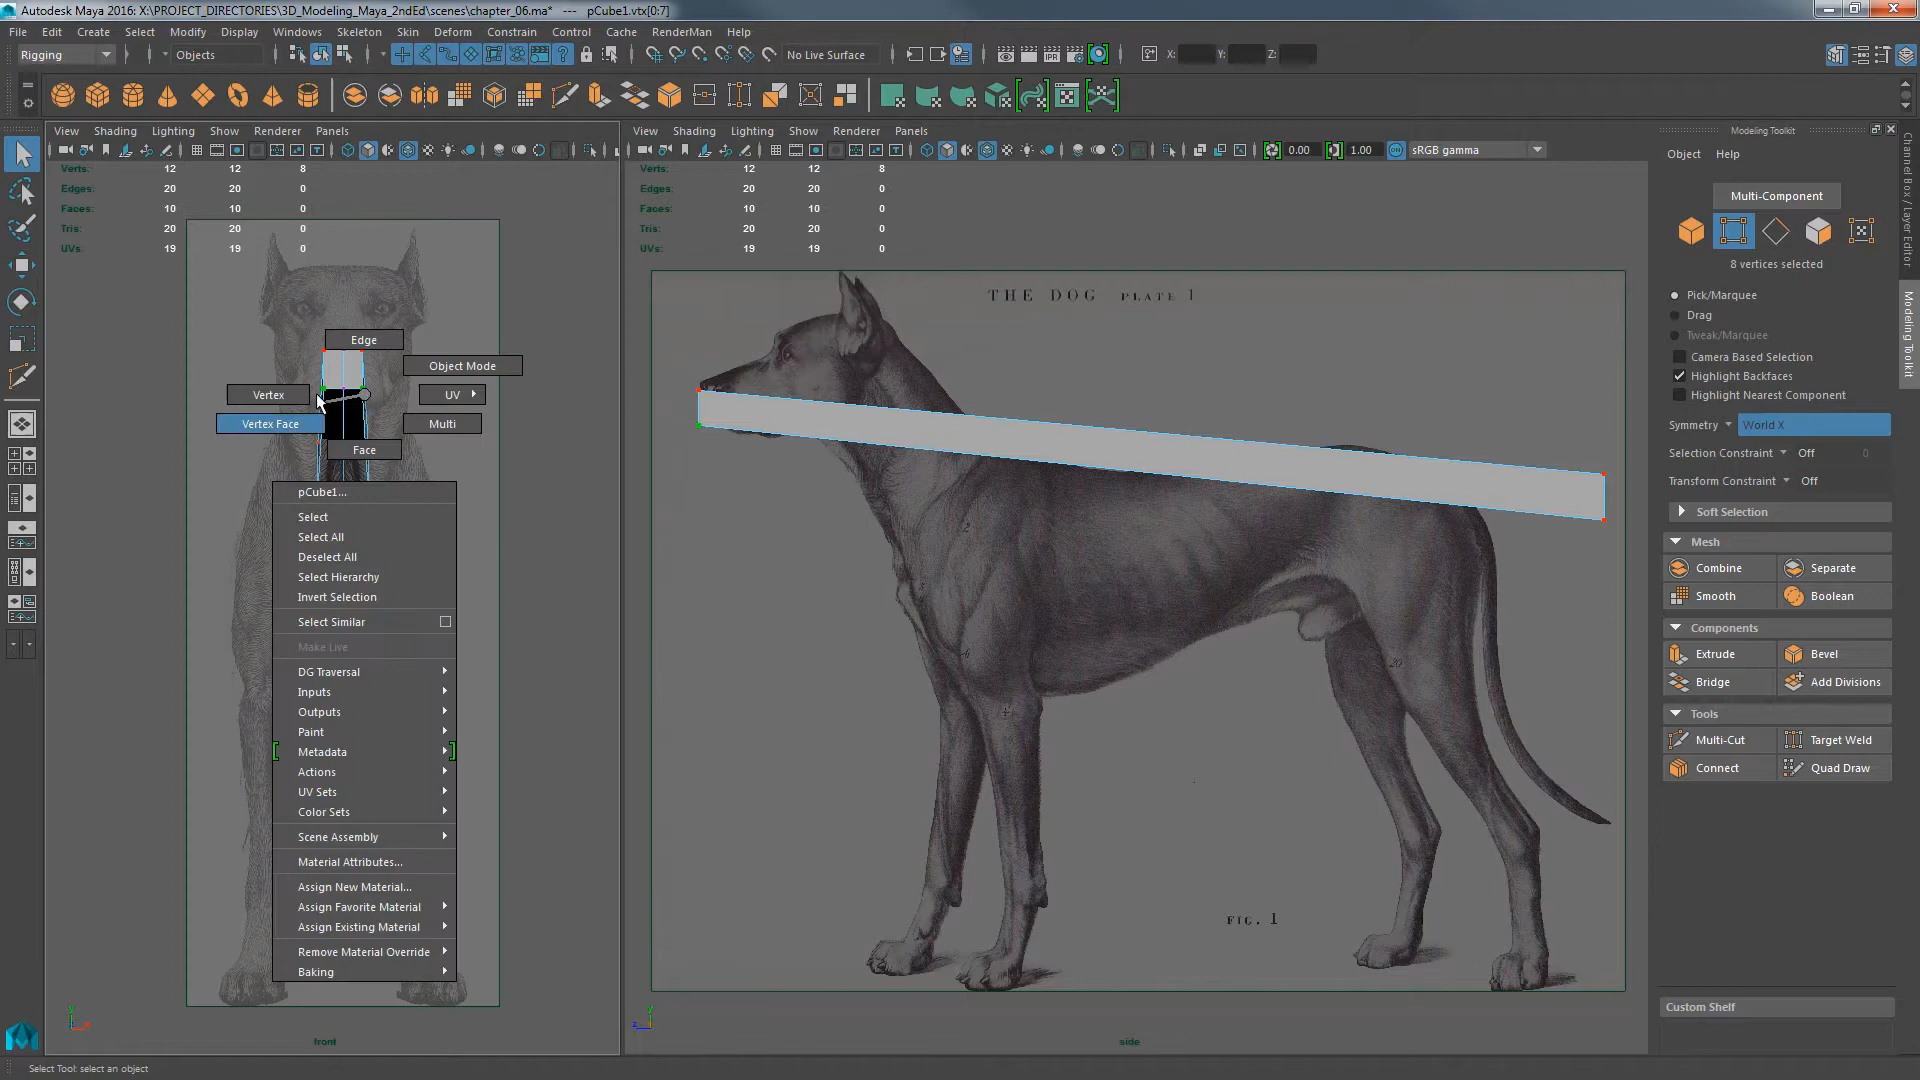 Autodesk Maya 2016: X:\PROJECT_DIRECTORIES\3D_Modeling_Maya_2ndEd\scenes\chapter_06.ma* --- pCube1.vtx[0:7]
File Edit Create Select Modify Display Windows Skeleton Skin Deform Constrain Control Cache RenderMan Help
Rigging Objects No Live Surface X: Y: Z:
View Shading Lighting Show Renderer Panels
View Shading Lighting Show Renderer Panels
0.00 1.00 sRGB gamma
Verts: 12 12 8
Edges: 20 20 0
Faces: 10 10 0
Tris: 20 20 0
UVs: 19 19 0
Verts: 12 12 8
Edges: 20 20 0
Faces: 10 10 0
Tris: 20 20 0
UVs: 19 19 0
Edge
Object Mode
Vertex
UV
Vertex Face
Multi
Face
pCube1...
Select
Select All
Deselect All
Select Hierarchy
Invert Selection
Select Similar
Make Live
DG Traversal
Inputs
Outputs
Paint
Metadata
Actions
UV Sets
Color Sets
Scene Assembly
Material Attributes...
Assign New Material...
Assign Favorite Material
Assign Existing Material
Remove Material Override
Baking
front
THE DOG PLATE 1
20
FIG. 1
side
Modeling Toolkit
Object Help
Multi-Component
8 vertices selected
Pick/Marquee
Drag
Tweak/Marquee
Camera Based Selection
Highlight Backfaces
Highlight Nearest Component
Symmetry World X
Selection Constraint Off 0
Transform Constraint Off
Soft Selection
Mesh
Combine Separate
Smooth Boolean
Components
Extrude Bevel
Bridge Add Divisions
Tools
Multi-Cut Target Weld
Connect Quad Draw
Custom Shelf
Channel Box / Layer Editor
Modeling Toolkit
Select Tool: select an object